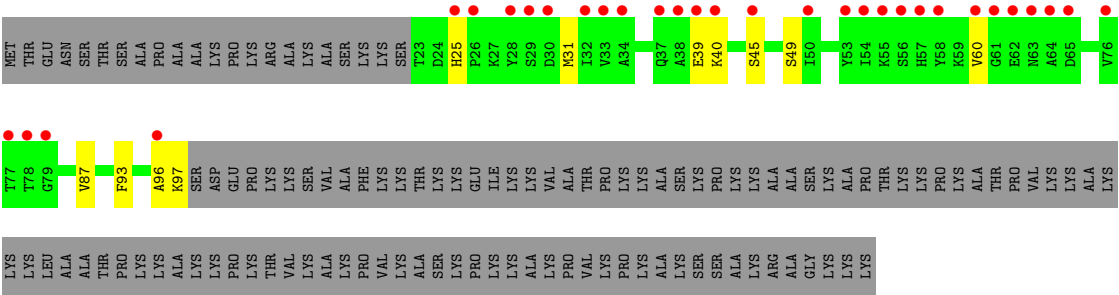 MET THR GLU ASN SER THR SER ALA PRO ALA ALA LYS PRO LYS ARG ALA LYS ALA SER LYS LYS SER T23 D24 H25 P26 K27 Y28 S29 D30 M31 I32 V33 A34 Q37 A38 E39 K40 S45 S49 I50 Y53 I54 K55 S56 H57 Y58 K59 V60 G61 E62 N63 A64 D65 V76
T77 T78 G79 V87 F93 A96 K97 SER ASP GLU PRO LYS LYS SER VAL ALA PHE LYS LYS THR LYS LYS GLU ILE LYS LYS VAL ALA THR PRO LYS LYS ALA SER LYS PRO LYS LYS ALA ALA SER LYS ALA PRO THR LYS LYS PRO LYS ALA THR PRO VAL LYS LYS ALA LYS
LYS LYS LEU ALA ALA THR PRO LYS LYS ALA LYS LYS PRO LYS THR VAL LYS ALA LYS PRO VAL LYS ALA SER LYS PRO LYS LYS ALA LYS PRO VAL LYS PRO LYS ALA LYS SER SER ALA LYS ARG ALA GLY LYS LYS LYS